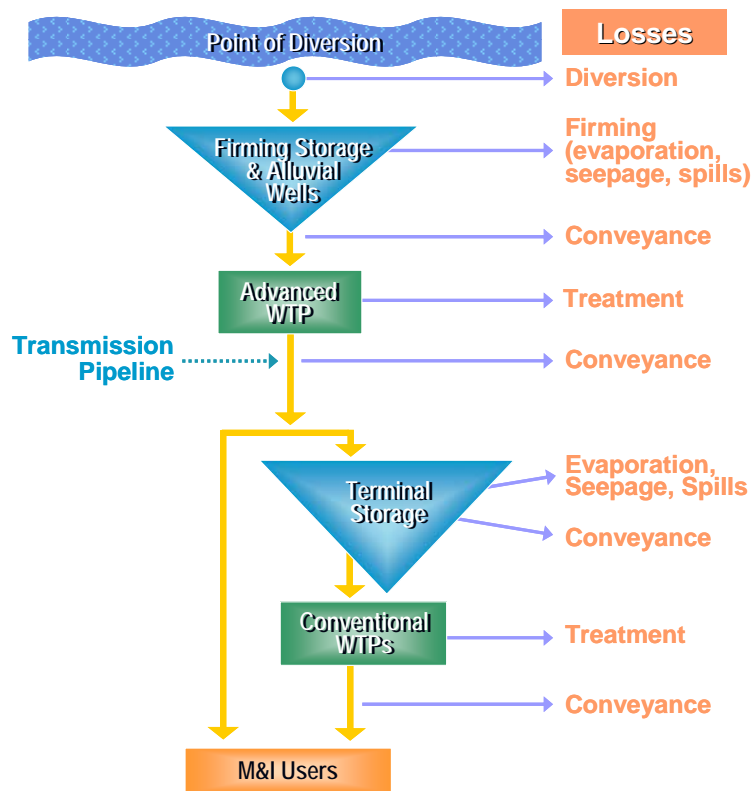 Point of Diversion
Losses
Diversion
Firming Storage
& Alluvial
Wells
Firming
(evaporation,
seepage, spills)
Conveyance
Advanced
WTP
Treatment
Transmission
Pipeline
Conveyance
Terminal
Storage
Evaporation,
Seepage, Spills
Conveyance
Conventional
WTPs
Treatment
Conveyance
M&I Users